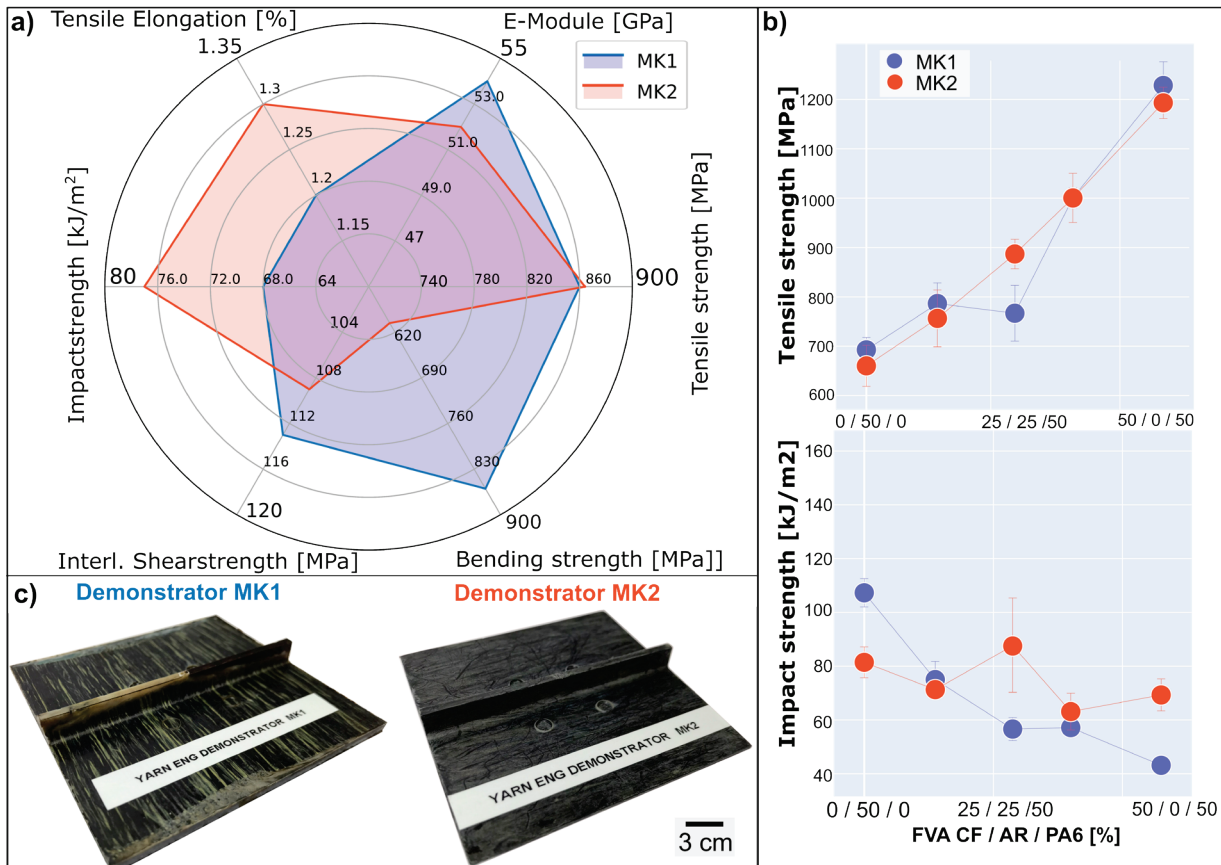 a)
Tensile Elongation [%]
E-Module [GPa]
1.35
55
MK1
MK2
1.3
53.0
1.25
51.0
1.2
49.0
1.15
47
Impactstrength [kJ/m²]
80
76.0
72.0
68.0
64
740
780
820
860
900
Tensile strength [MPa]
104
620
108
690
112
760
116
830
120
900
Interl. Shearstrength [MPa]
Bending strength [MPa]]
b)
MK1
MK2
Tensile strength [MPa]
1200
1100
1000
900
800
700
600
0 / 50 / 0
25 / 25 /50
50 / 0 / 50
Impact strength [kJ/m2]
160
140
120
100
80
60
40
0 / 50 / 0
25 / 25 /50
50 / 0 / 50
FVA CF / AR / PA6 [%]
c)
Demonstrator MK1
Demonstrator MK2
YARN ENG DEMONSTRATOR MK1
YARN ENG DEMONSTRATOR MK2
3 cm